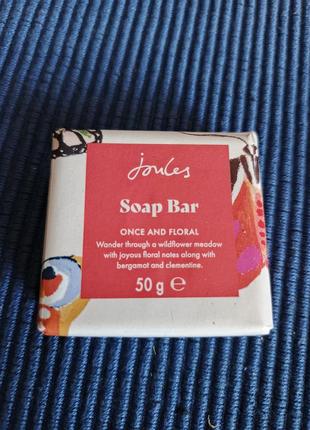 Joules
Soap Bar
ONCE AND FLORAL
Wander through a wildflower meadow
with joyous floral notes along with
bergamot and clementine.
50 g ℮